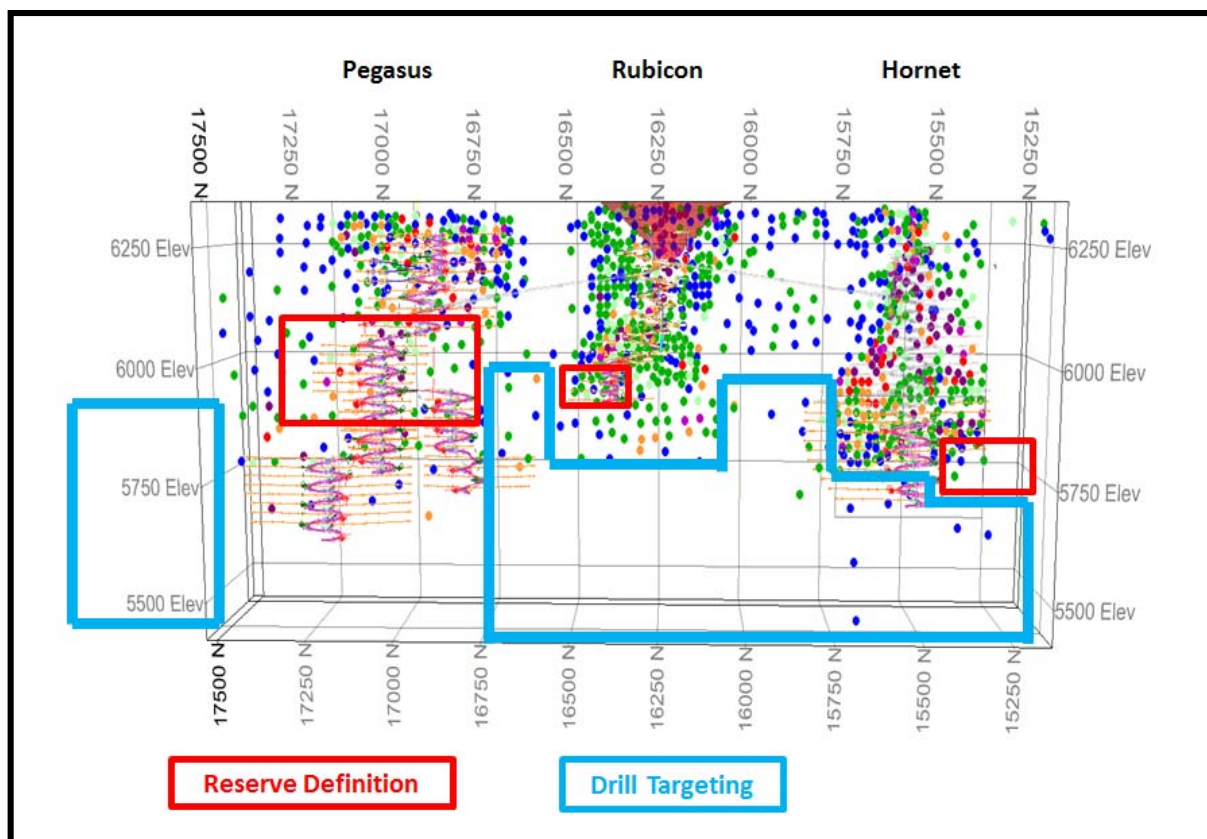 Pegasus Rubicon Hornet
17500 N 17250 N 17000 N 16750 N 16500 N 16250 N 16000 N 15750 N 15500 N 15250 N
6250 Elev 6250 Elev
6000 Elev 6000 Elev
5750 Elev 5750 Elev
5500 Elev 5500 Elev
17500 N 17250 N 17000 N 16750 N 16500 N 16250 N 16000 N 15750 N 15500 N 15250 N
Reserve Definition Drill Targeting